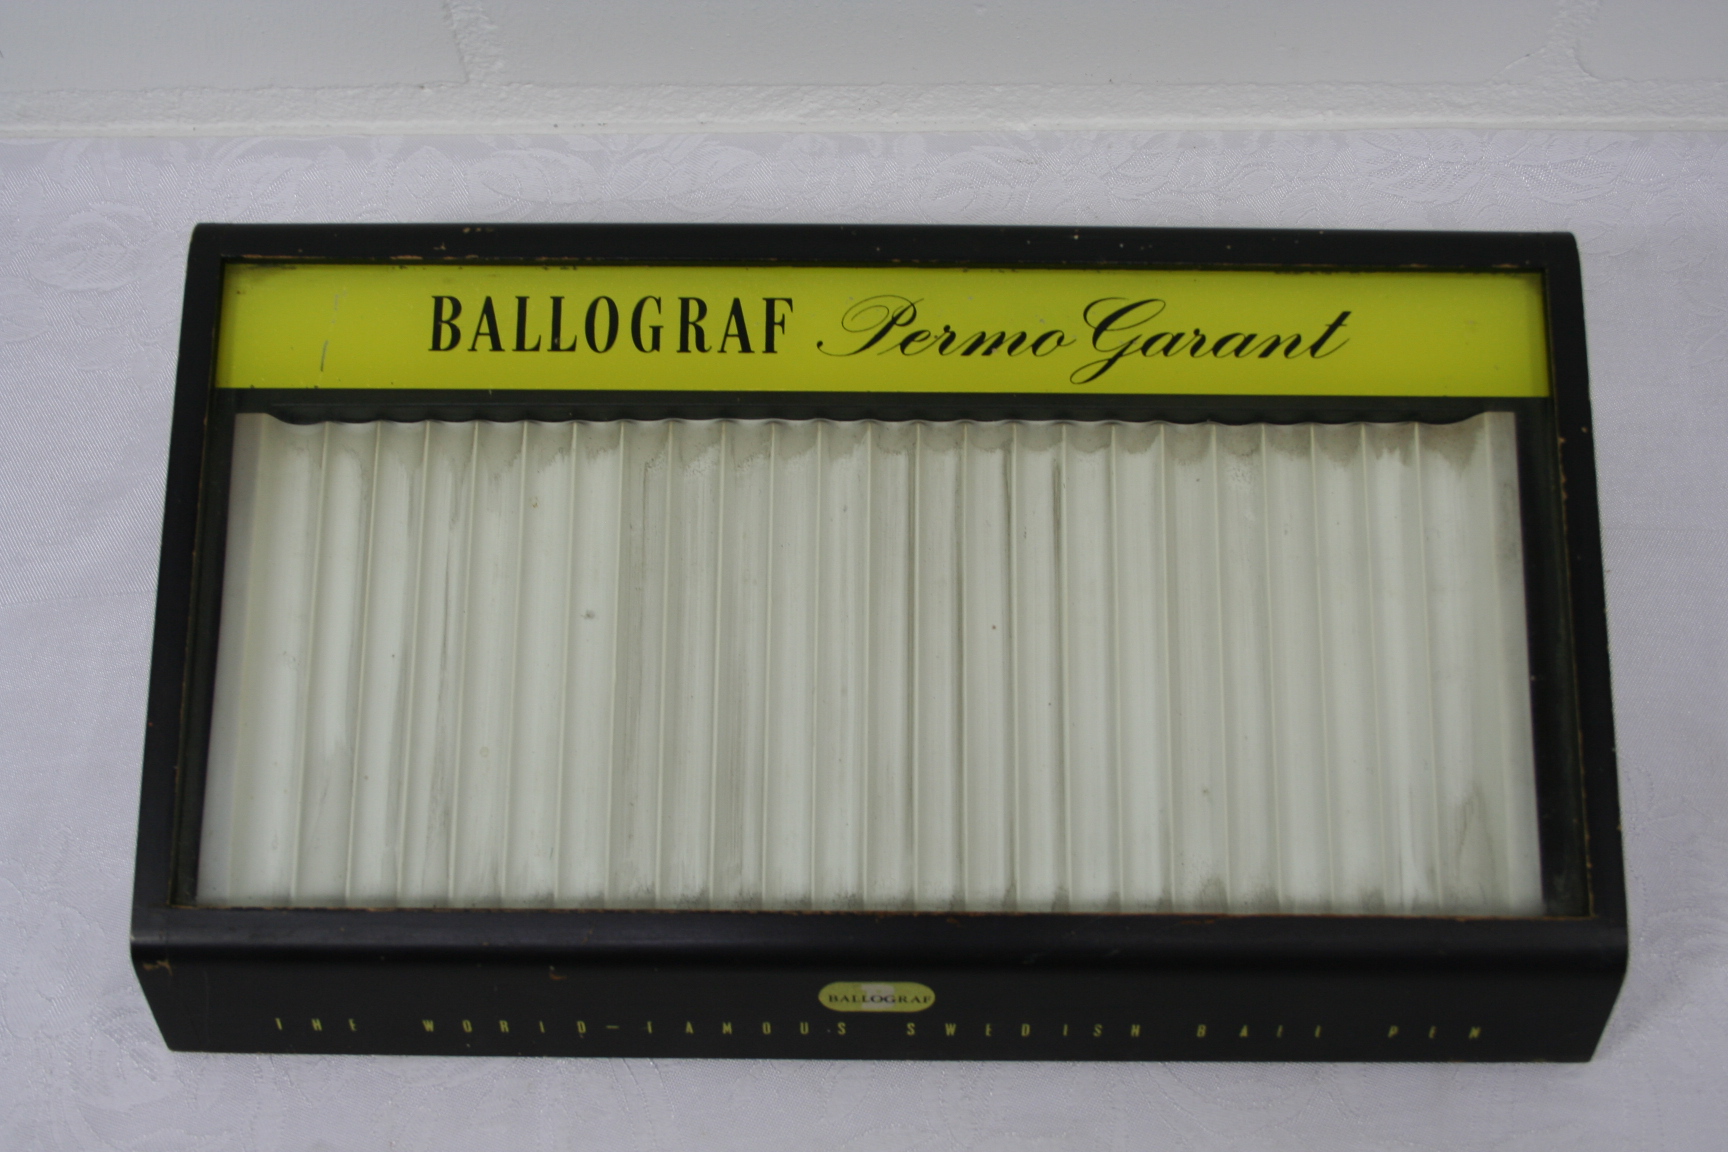 BALLOGRAF Permo Garant
BALLOGRAF
THE WORLD-FAMOUS SWEDISH BALL PEN